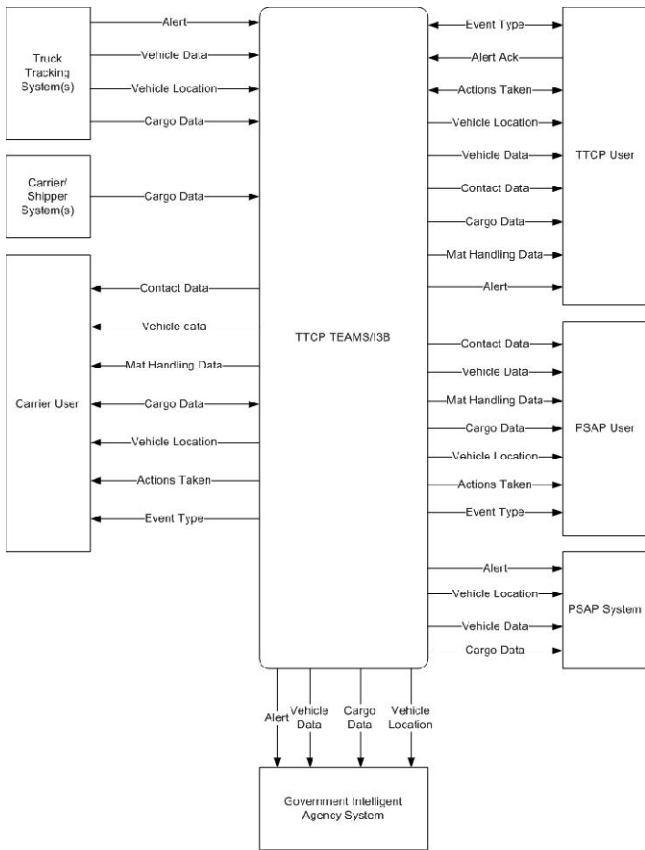 Truck
Tracking
System(s)
Alert
Vehicle Data
Vehicle Location
Cargo Data
Carrier/
Shipper
System(s)
Cargo Data
Carrier User
Contact Data
Vehicle data
Mat Handling Data
Cargo Data
Vehicle Location
Actions Taken
Event Type
TTCP TEAMS/I3B
Event Type
Alert Ack
Actions Taken
Vehicle Location
Vehicle Data
Contact Data
Cargo Data
Mat Handling Data
Alert
TTCP User
Contact Data
Vehicle Data
Mat Handling Data
Cargo Data
Vehicle Location
Actions Taken
Event Type
PSAP User
Alert
Vehicle Location
Vehicle Data
Cargo Data
PSAP System
Alert
Vehicle
Data
Cargo
Data
Vehicle
Location
Government Intelligent
Agency System